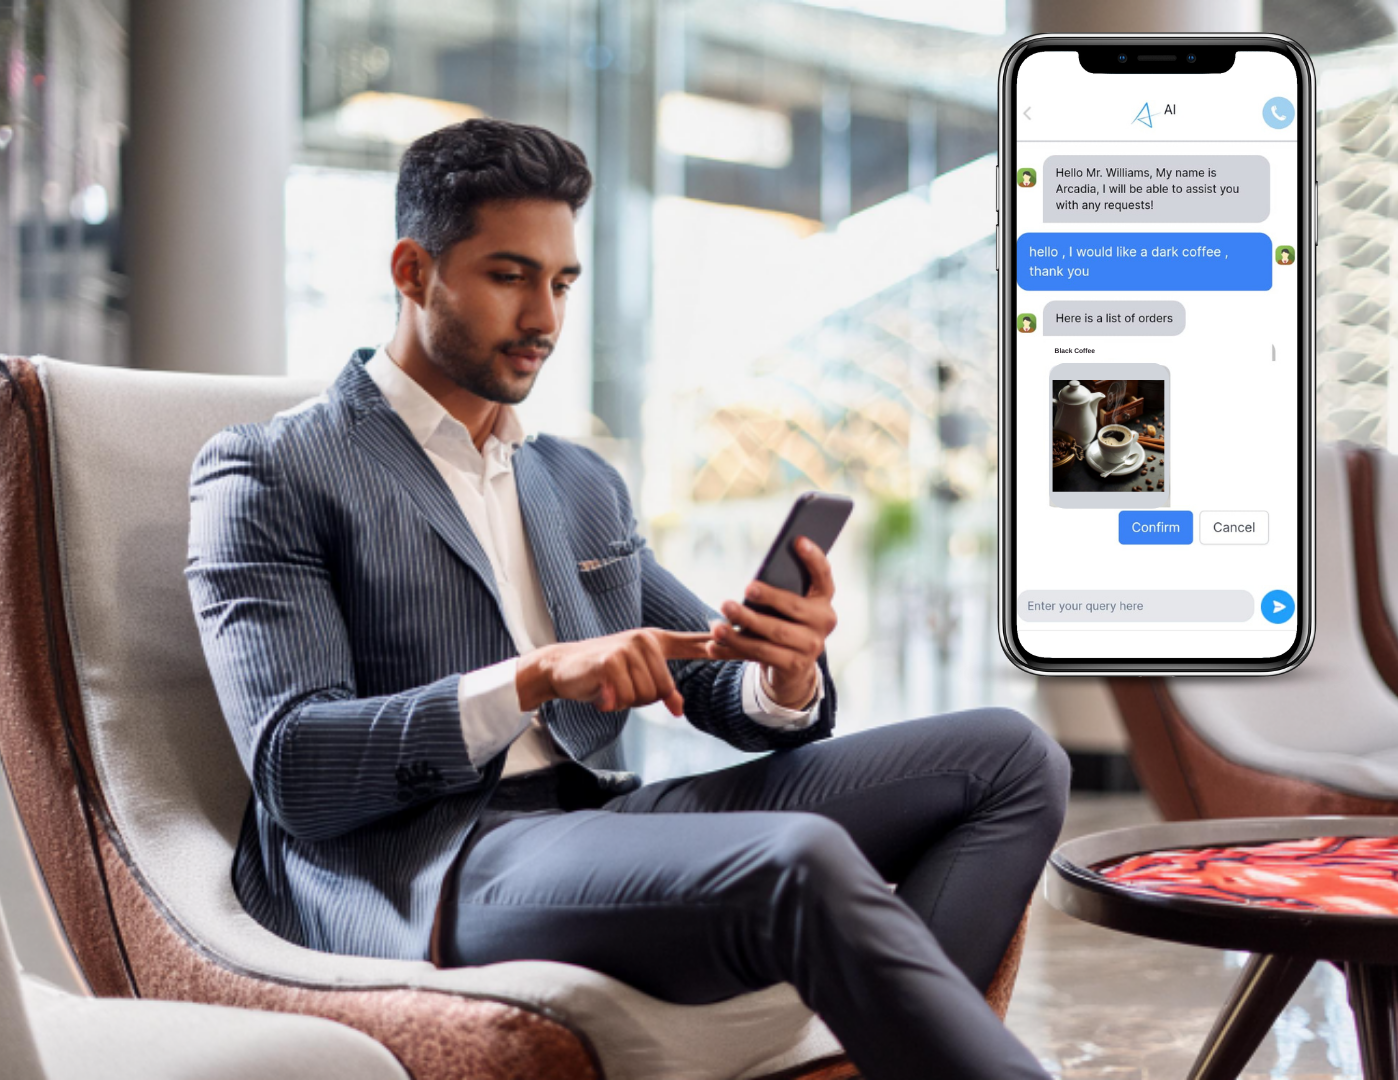 AI
Hello Mr. Williams, My name is
Arcadia, I will be able to assist you
with any requests!
hello , I would like a dark coffee ,
thank you
Here is a list of orders
Black Coffee
Confirm
Cancel
Enter your query here